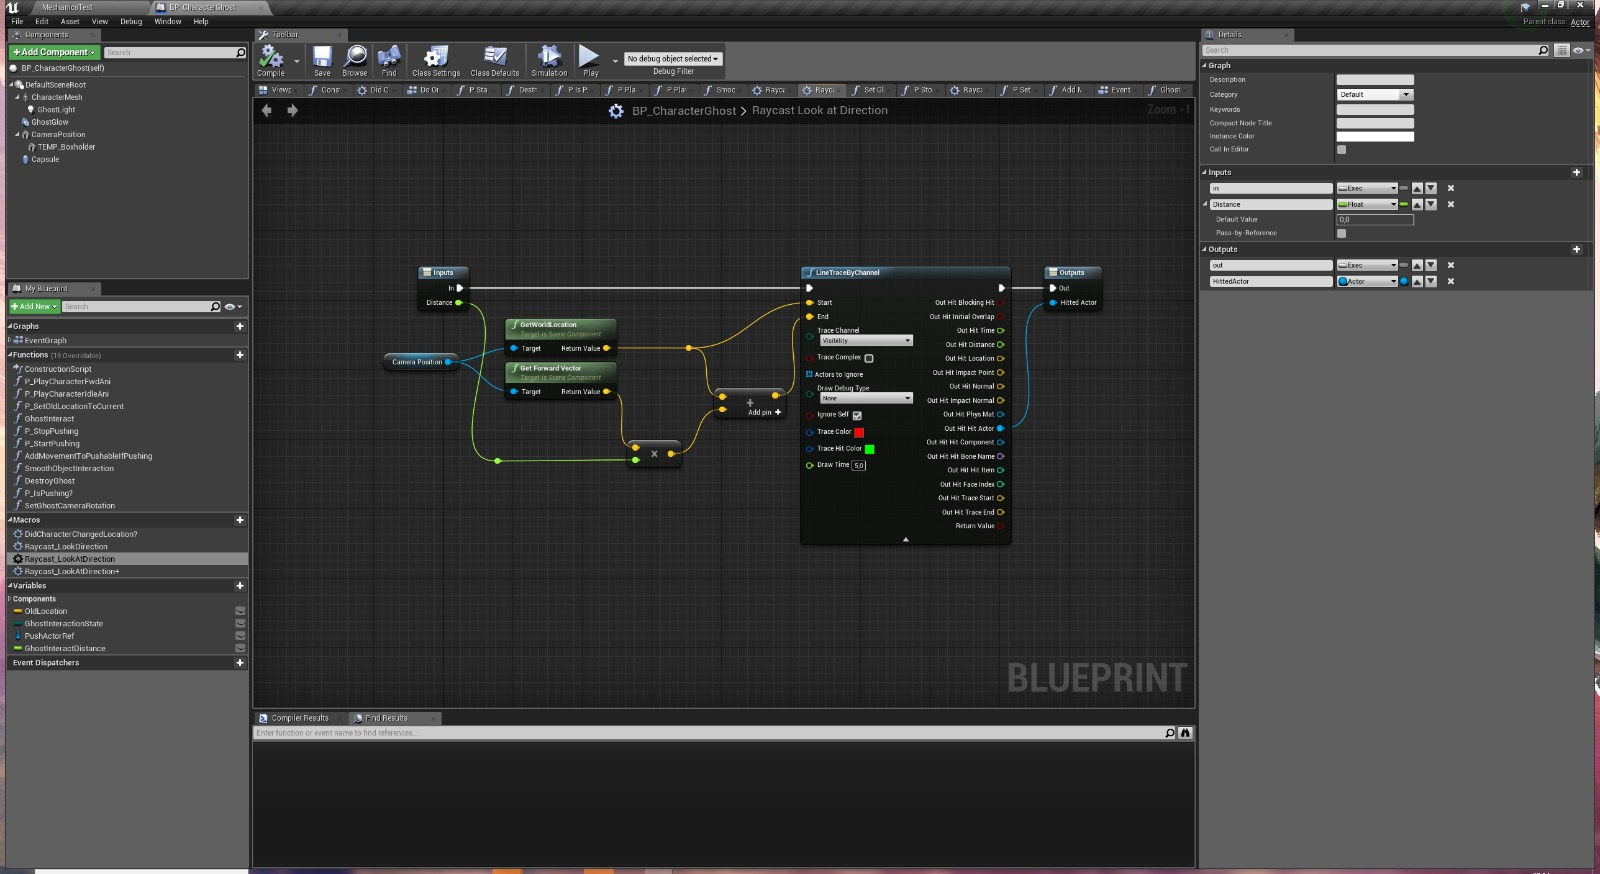 MechanicsTest
BP_CharacterGhost
File Edit Asset View Debug Window Help
Parent class: Actor
Components
+Add Component
Search
BP_CharacterGhost(self)
DefaultSceneRoot
CharacterMesh
GhostLight
GhostGlow
CameraPosition
TEMP_Boxholder
Capsule
My Blueprint
+Add New
Search
Graphs
EventGraph
Functions (19 Overridable)
ConstructionScript
P_PlayCharacterFwdAni
P_PlayCharacterIdleAni
P_SetOldLocationToCurrent
GhostInteract
P_StopPushing
P_StartPushing
AddMovementToPushableIfPushing
SmoothObjectInteraction
DestroyGhost
P_IsPushing?
SetGhostCameraRotation
Macros
DidCharacterChangedLocation?
Raycast_LookDirection
Raycast_LookAtDirection
Raycast_LookAtDirection+
Variables
Components
OldLocation
GhostInteractionState
PushActorRef
GhostInteractDistance
Event Dispatchers
Toolbar
Compile
Save
Browse
Find
Class Settings
Class Defaults
Simulation
Play
No debug object selected
Debug Filter
View Cons Did C Do Or P Sta Destr P Is P P Pla P Pla Smoc Rayca Rayca Set Gl P Sto Rayca P Set Add M Event Ghost
BP_CharacterGhost > Raycast Look at Direction
Zoom -1
Inputs
In
Distance
Camera Position
GetWorldLocation
Target is Scene Component
Target Return Value
Get Forward Vector
Target is Scene Component
Target Return Value
×
+
Add pin +
LineTraceByChannel
Start
End
Trace Channel
Visibility
Trace Complex
Actors to Ignore
Draw Debug Type
None
Ignore Self
Trace Color
Trace Hit Color
Draw Time 5,0
Out Hit Blocking Hit
Out Hit Initial Overlap
Out Hit Time
Out Hit Distance
Out Hit Location
Out Hit Impact Point
Out Hit Normal
Out Hit Impact Normal
Out Hit Phys Mat
Out Hit Hit Actor
Out Hit Hit Component
Out Hit Hit Bone Name
Out Hit Hit Item
Out Hit Face Index
Out Hit Trace Start
Out Hit Trace End
Return Value
Outputs
Out
Hitted Actor
BLUEPRINT
Compiler Results
Find Results
Enter function or event name to find references...
Details
Search
Graph
Description
Category Default
Keywords
Compact Node Title
Instance Color
Call In Editor
Inputs
in Exec
Distance Float
Default Value 0,0
Pass-by-Reference
Outputs
out Exec
HittedActor Actor